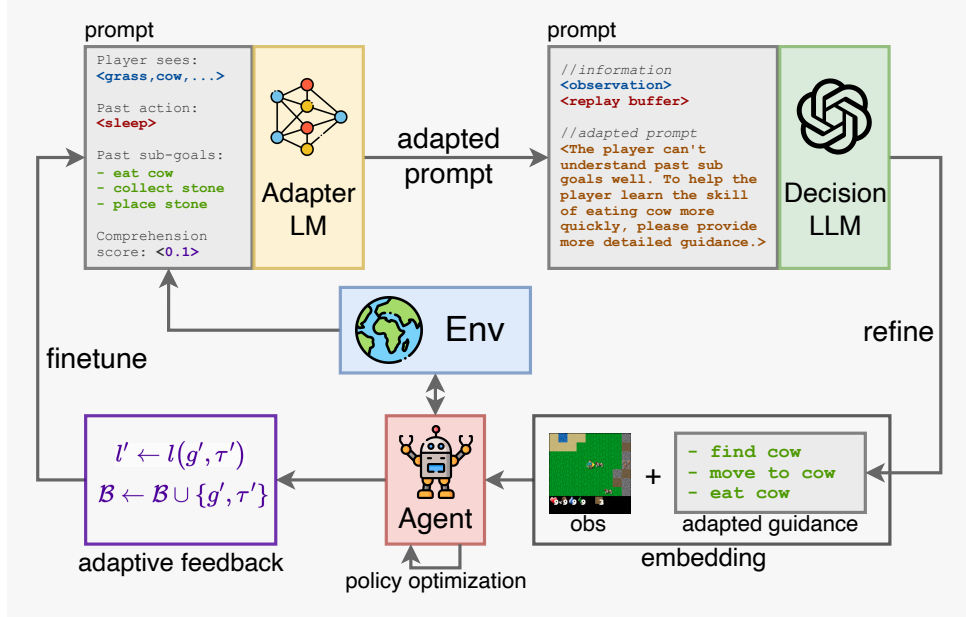 prompt
Player sees:
<grass,cow,...>
Past action:
<sleep>
Past sub-goals:
- eat cow
- collect stone
- place stone
Comprehension
score: <0.1>
Adapter
LM
adapted
prompt
prompt
//information
<observation>
<replay buffer>
//adapted prompt
<The player can't
understand past sub
goals well. To help the
player learn the skill
of eating cow more
quickly, please provide
more detailed guidance.>
Decision
LLM
refine
Env
finetune
l′ ← l(g′, τ′)
B ← B ∪ {g′, τ′}
adaptive feedback
Agent
policy optimization
obs
+
- find cow
- move to cow
- eat cow
adapted guidance
embedding